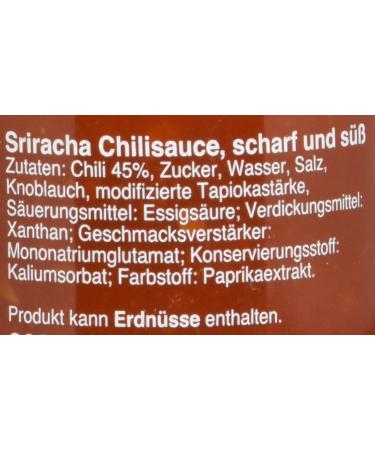 Sriracha Chilisauce, scharf und süß
Zutaten: Chili 45%, Zucker, Wasser, Salz,
Knoblauch, modifizierte Tapiokastärke,
Säuerungsmittel: Essigsäure; Verdickungsmittel:
Xanthan; Geschmacksverstärker:
Mononatriumglutamat; Konservierungsstoff:
Kaliumsorbat; Farbstoff: Paprikaextrakt.
Produkt kann Erdnüsse enthalten.